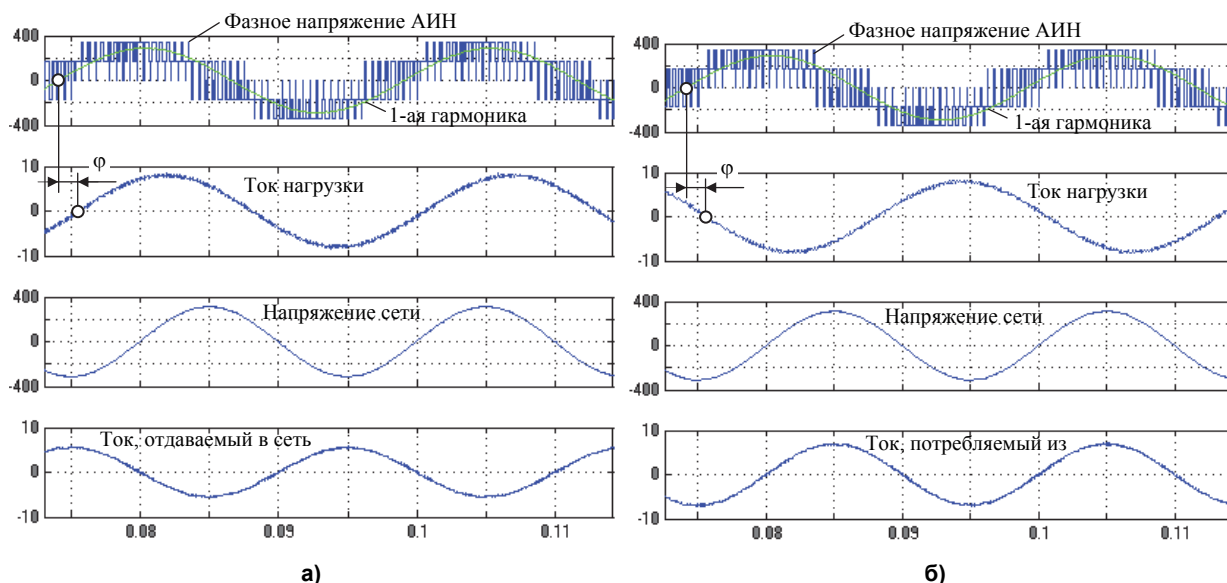 400
0
-400
Фазное напряжение АИН
1-ая гармоника
φ
10
0
-10
Ток нагрузки
400
0
-400
Напряжение сети
10
0
-10
Ток, отдаваемый в сеть
0.08
0.09
0.1
0.11
а)
400
0
-400
Фазное напряжение АИН
1-ая гармоника
φ
10
0
-10
Ток нагрузки
400
0
-400
Напряжение сети
10
0
-10
Ток, потребляемый из
0.08
0.09
0.1
0.11
б)